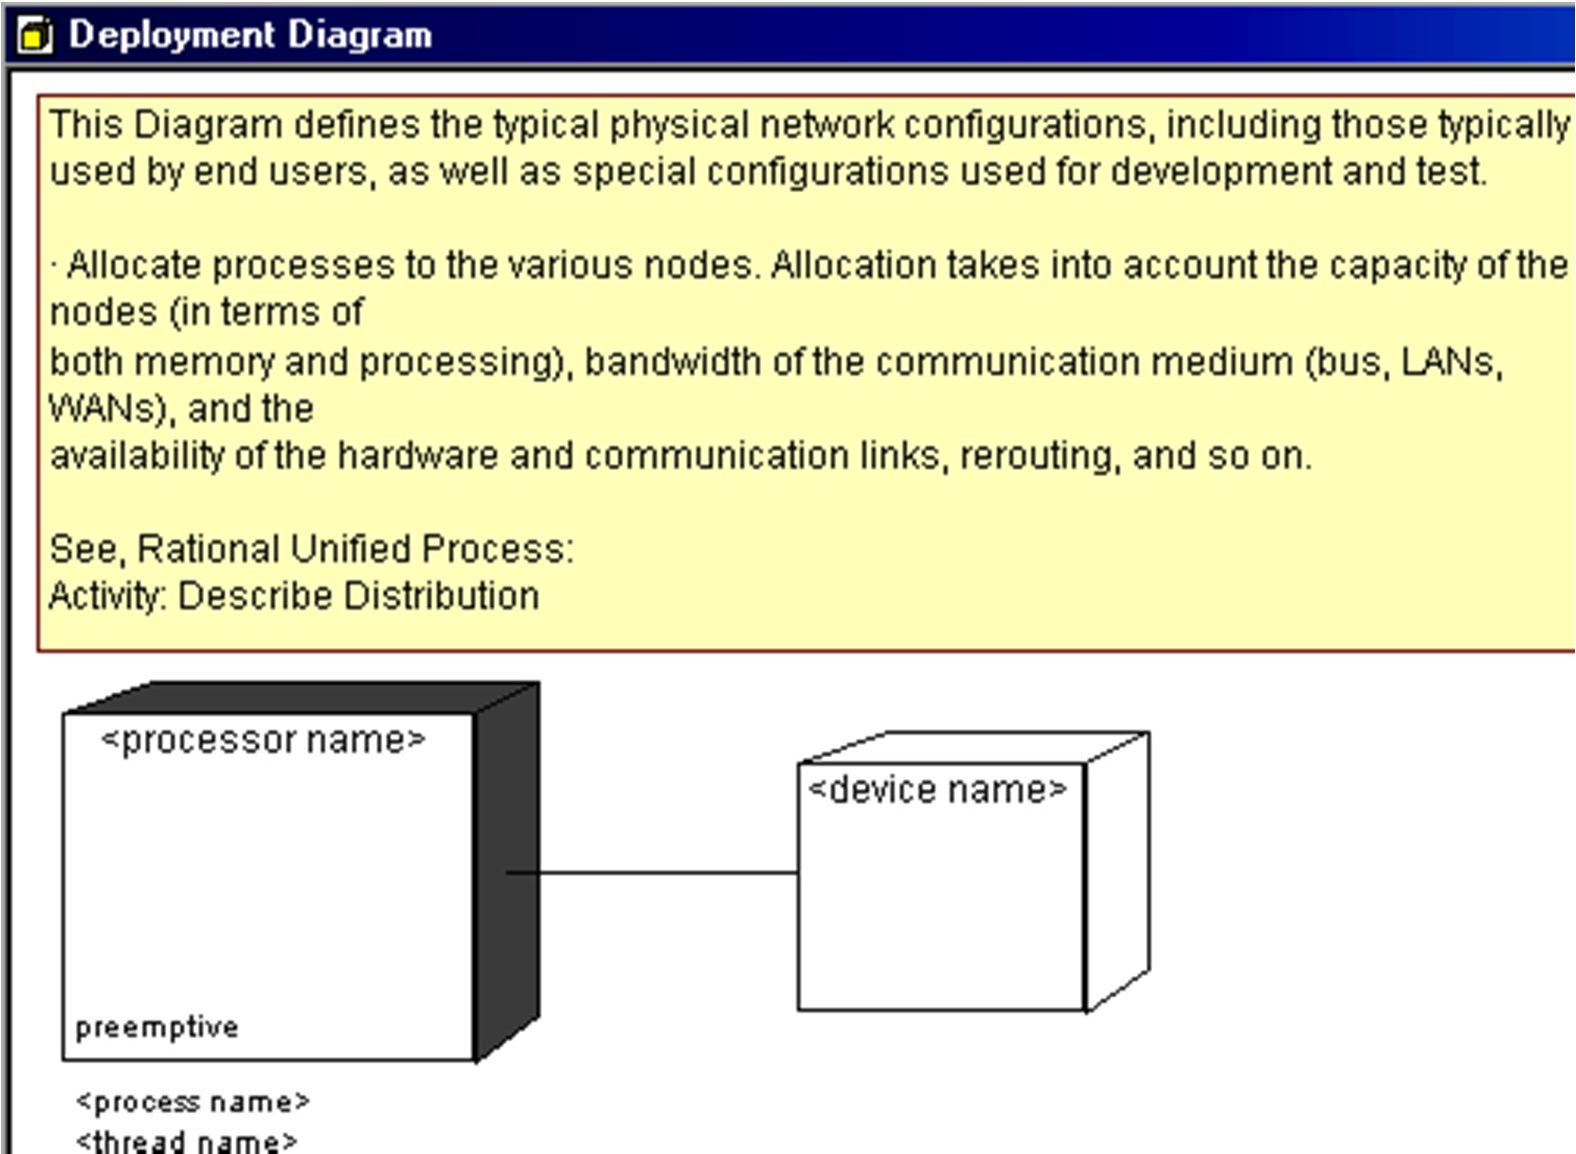 Deployment Diagram
This Diagram defines the typical physical network configurations, including those typically
used by end users, as well as special configurations used for development and test.
· Allocate processes to the various nodes. Allocation takes into account the capacity of the
nodes (in terms of
both memory and processing), bandwidth of the communication medium (bus, LANs,
WANs), and the
availability of the hardware and communication links, rerouting, and so on.
See, Rational Unified Process:
Activity: Describe Distribution
<processor name>
<device name>
preemptive
<process name>
<thread name>